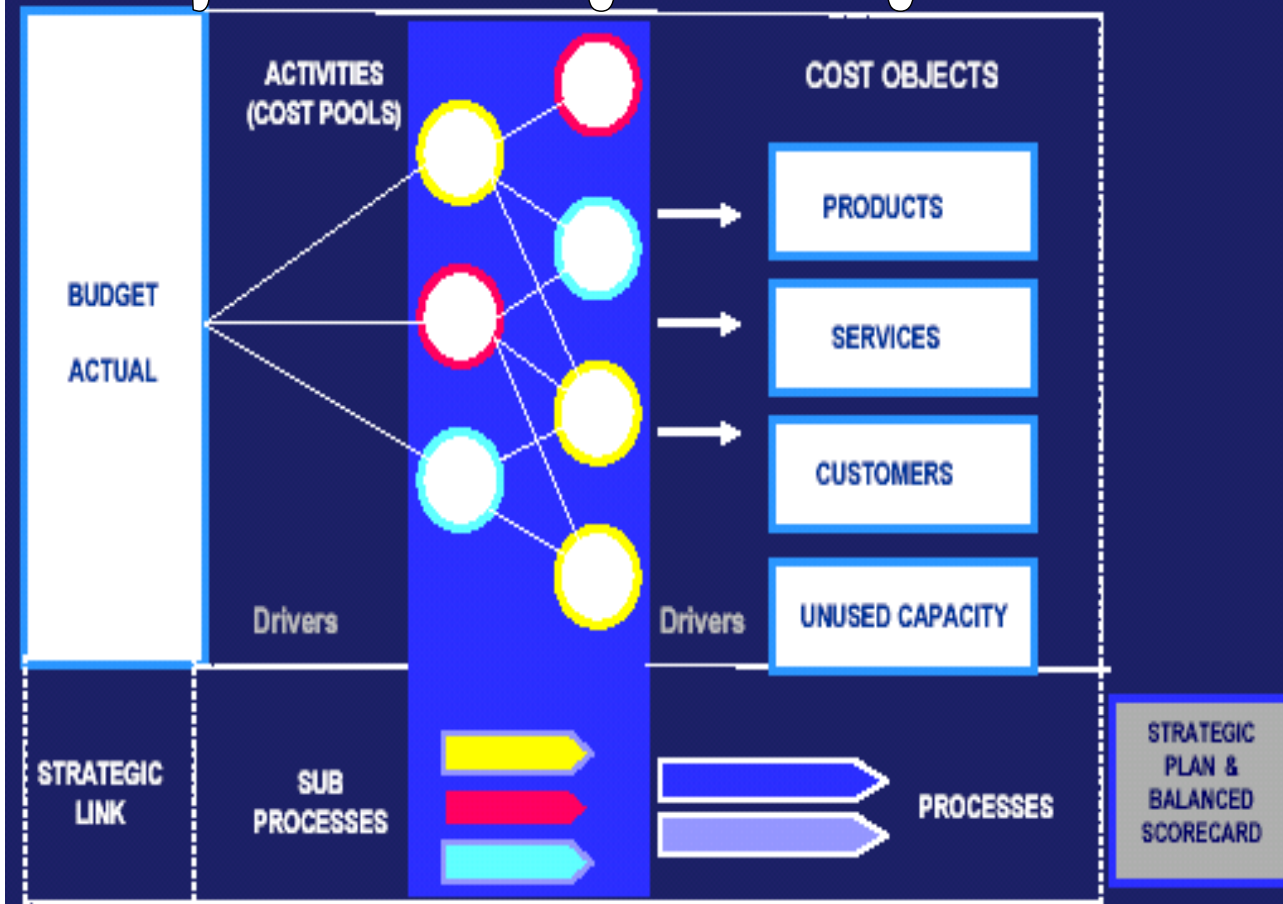 ACTIVITIES
(COST POOLS)
COST OBJECTS
PRODUCTS
BUDGET
ACTUAL
SERVICES
CUSTOMERS
Drivers
Drivers
UNUSED CAPACITY
STRATEGIC
LINK
SUB
PROCESSES
PROCESSES
STRATEGIC
PLAN &
BALANCED
SCORECARD